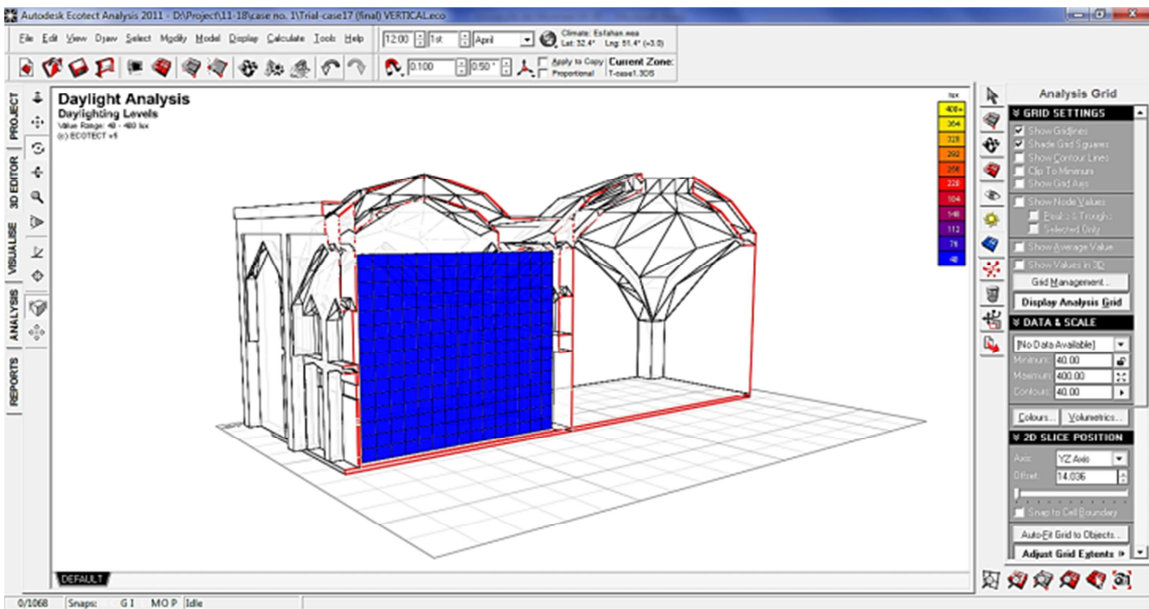 Autodesk Ecotect Analysis 2011 - D:\Project\11-18\case no. 1\Trial-case17 (final) VERTICAL.eco
File Edit View Draw Select Modify Model Display Calculate Tools Help
12:00 1st April
Climate: Esfahan.wea
Lat: 32.4° Lng: 51.4° (+3.0)
0.100 0.50°
Apply to Copy
Proportional
Current Zone:
T-case1.3DS
PROJECT
3D EDITOR
VISUALISE
ANALYSIS
REPORTS
Daylight Analysis
Daylighting Levels
Value Range: 40 - 400 lux
(c) ECOTECT v5
lux
400+
364
328
292
256
220
184
148
112
76
40
Analysis Grid
GRID SETTINGS
Show Gridlines
Shade Grid Squares
Show Contour Lines
Clip To Minimum
Show Grid Axis
Show Node Values
Peaks & Troughs
Selected Only
Show Average Value
Show Values in 3D
Grid Management...
Display Analysis Grid
DATA & SCALE
[No Data Available]
Minimum: 40.00
Maximum: 400.00
Contours: 40.00
Colours... Volumetrics...
2D SLICE POSITION
Axis: YZ Axis
Offset: 14.036
Snap to Cell Boundary
Auto-Fit Grid to Objects...
Adjust Grid Extents »
DEFAULT
0/1068 Snaps: G I M O P Idle